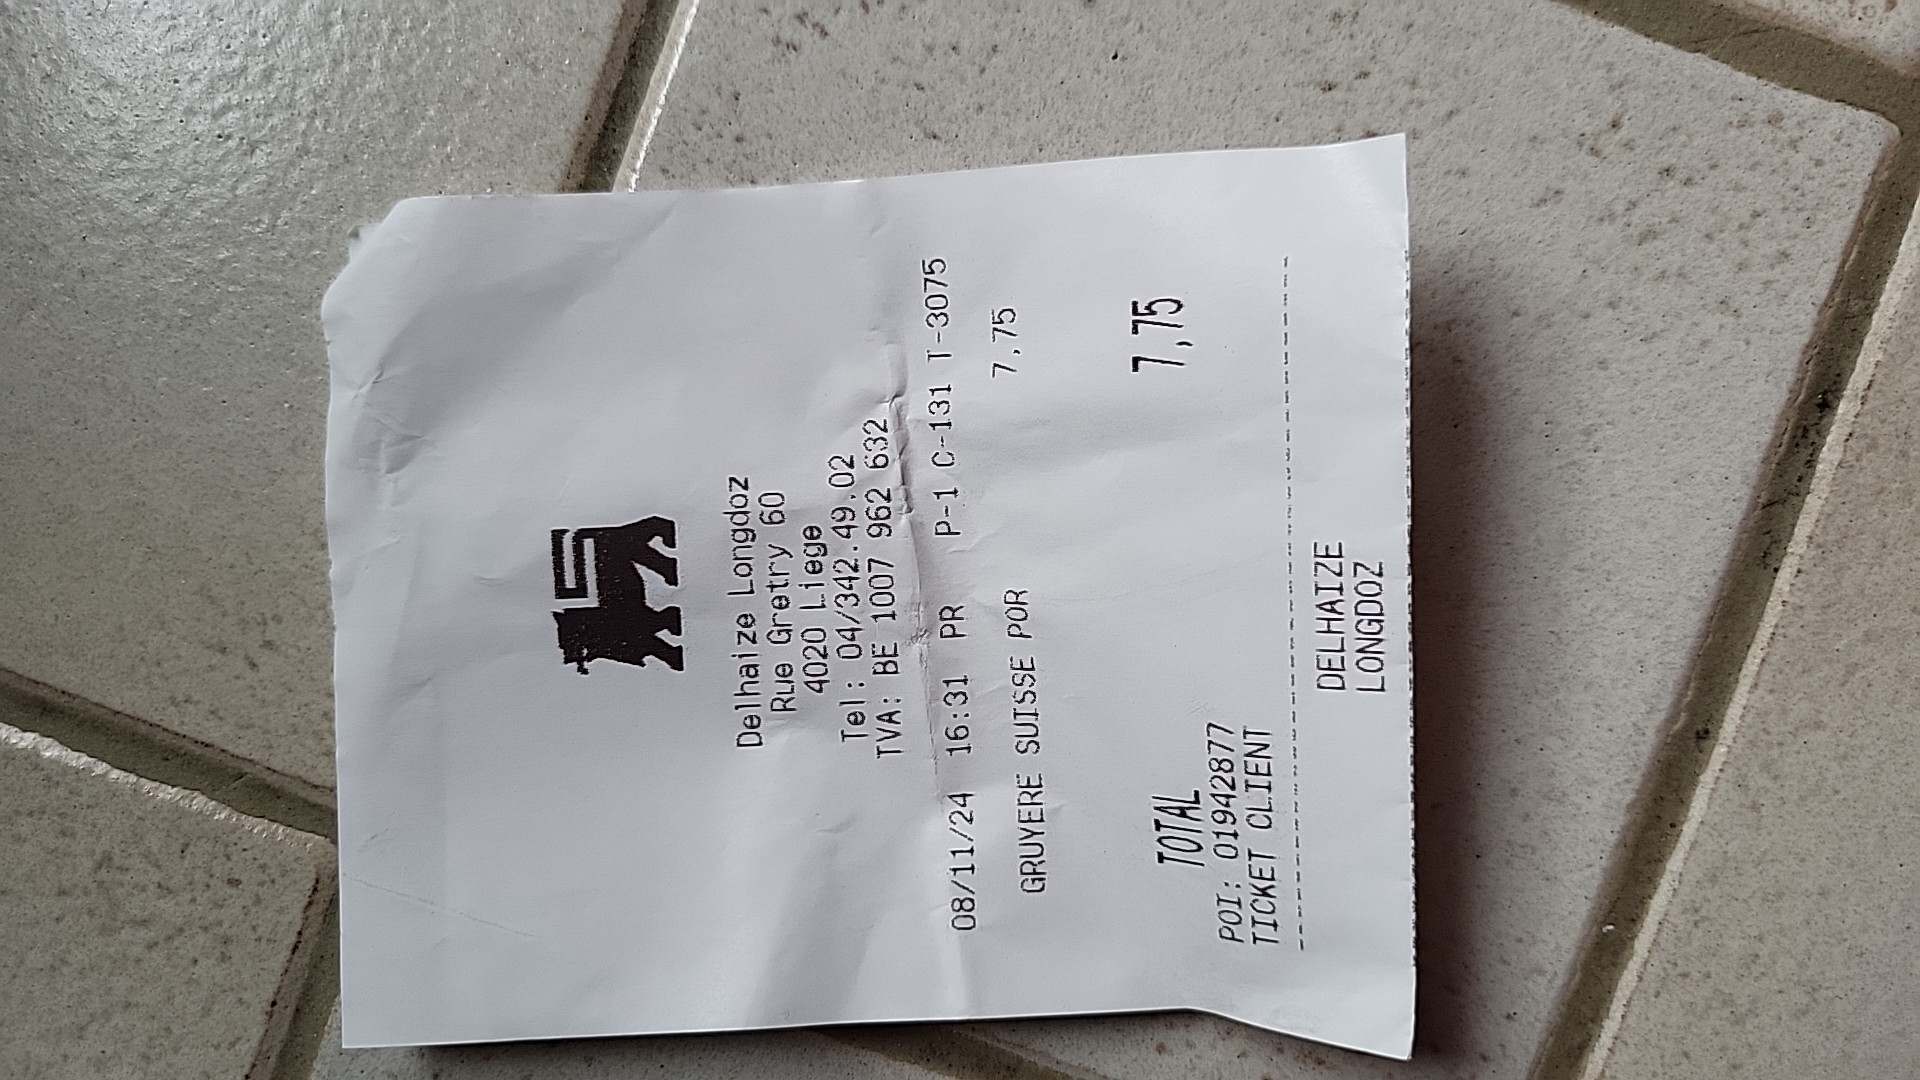 Delhaize Longdoz
Rue Gretry 60
4020 Liege
Tel: 04/342.49.02
TVA: BE 1007 962 632
08/11/24 16:31 PR P-1 C-131 T-3075
GRUYERE SUISSE POR 7,75
TOTAL 7,75
POI: 01942877
TICKET CLIENT
DELHAIZE
LONGDOZ